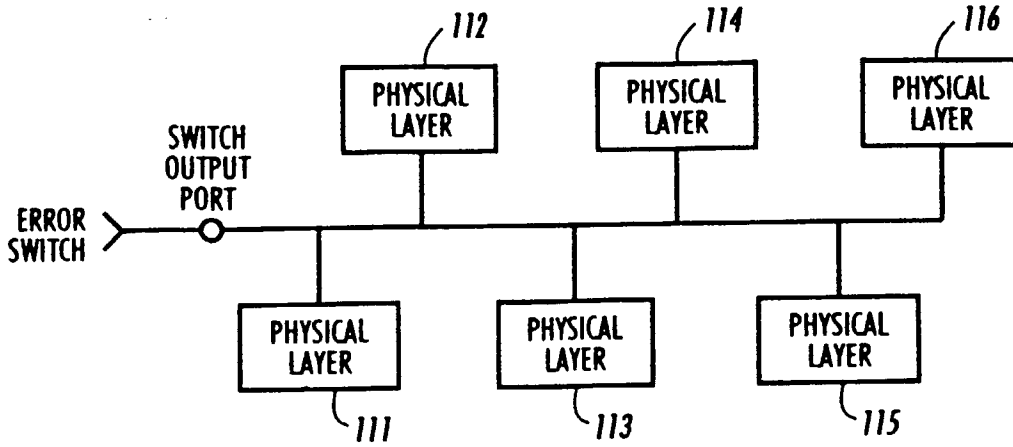 112
114
116
PHYSICAL
LAYER
PHYSICAL
LAYER
PHYSICAL
LAYER
SWITCH
OUTPUT
PORT
ERROR
SWITCH
PHYSICAL
LAYER
PHYSICAL
LAYER
PHYSICAL
LAYER
111
113
115